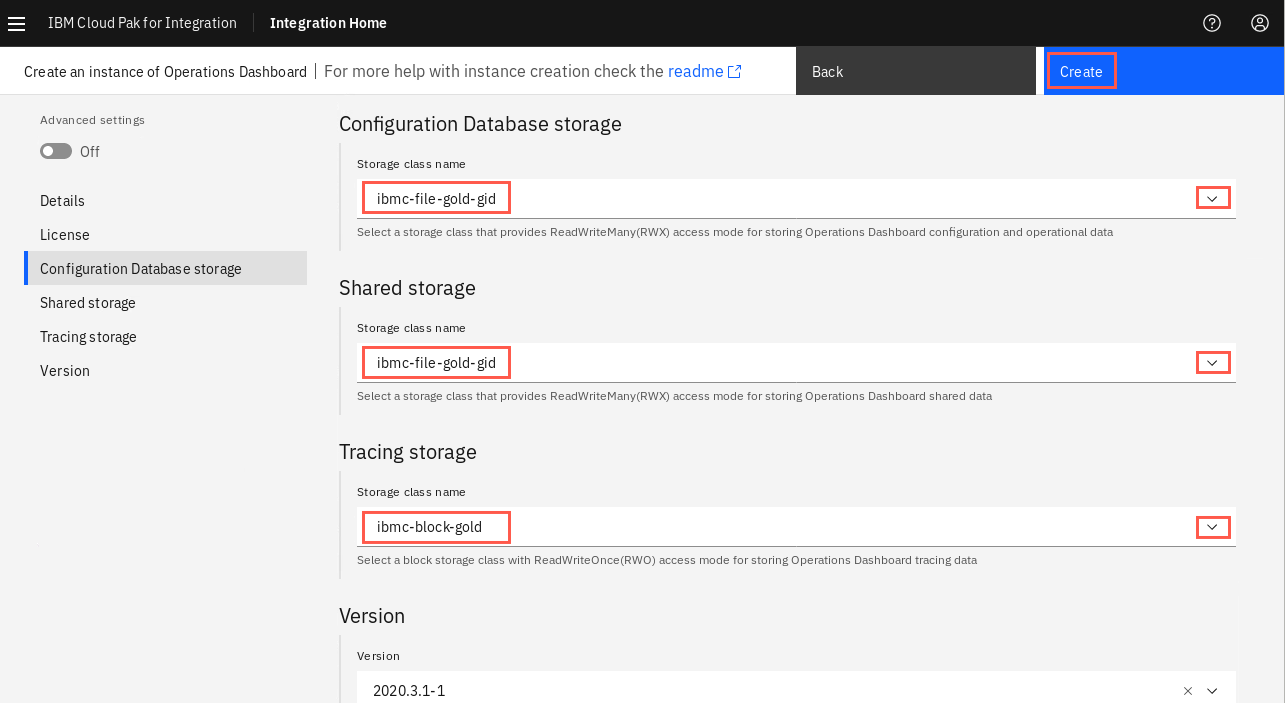 IBM Cloud Pak for Integration
Integration Home
Create an instance of Operations Dashboard
For more help with instance creation check the readme
Back
Create
Advanced settings
Off
Details
License
Configuration Database storage
Shared storage
Tracing storage
Version
Configuration Database storage
Storage class name
ibmc-file-gold-gid
Select a storage class that provides ReadWriteMany(RWX) access mode for storing Operations Dashboard configuration and operational data
Shared storage
Storage class name
ibmc-file-gold-gid
Select a storage class that provides ReadWriteMany(RWX) access mode for storing Operations Dashboard shared data
Tracing storage
Storage class name
ibmc-block-gold
Select a block storage class with ReadWriteOnce(RWO) access mode for storing Operations Dashboard tracing data
Version
Version
2020.3.1-1